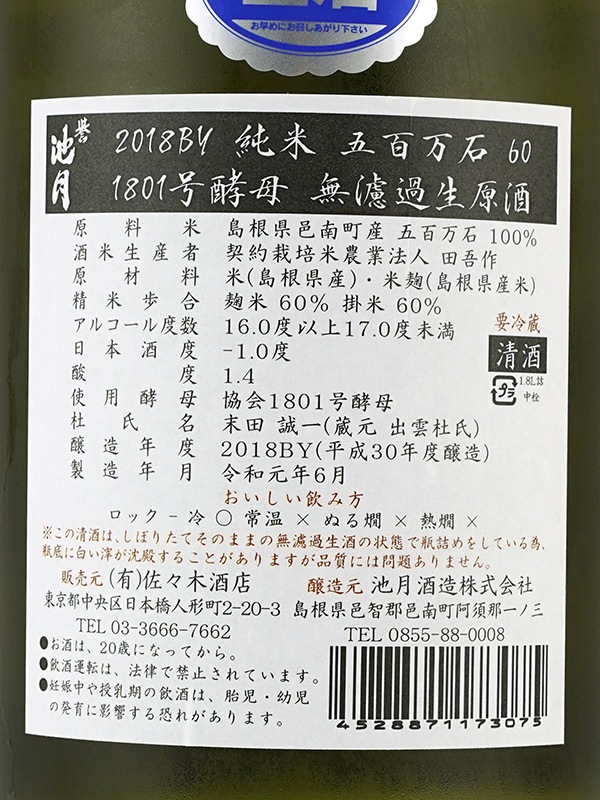 お早めにお召しあがり下さい
誉池月
2018BY 純米 五百万石 60
1801号酵母 無濾過生原酒
原料米 島根県邑南町産 五百万石 100%
酒米生産者 契約栽培米農業法人 田吾作
原材料 米(島根県産)・米麹(島根県産米)
精米歩合 麹米 60% 掛米 60%
アルコール度数 16.0度以上17.0度未満
要冷蔵
日本酒度 -1.0度
清酒
酸度 1.4
プラ 1.8L詰 中栓
使用酵母 協会1801号酵母
杜氏名 末田 誠一(蔵元 出雲杜氏)
醸造年度 2018BY(平成30年度醸造)
製造年月 令和元年6月
おいしい飲み方
ロック - 冷 〇 常温 × ぬる燗 × 熱燗 ×
※この清酒は、しぼりたてそのままの無濾過生酒の状態で瓶詰めをしている為、
瓶底に白い滓が沈殿することがありますが品質には問題ありません。
販売元 (有)佐々木酒店
東京都中央区日本橋人形町2-20-3
TEL 03-3666-7662
醸造元 池月酒造株式会社
島根県邑智郡邑南町阿須那一ノ三
TEL 0855-88-0008
●お酒は、20歳になってから。
●飲酒運転は、法律で禁止されています。
●妊娠中や授乳期の飲酒は、胎児・幼児
の発育に影響する恐れがあります。
4528871173075